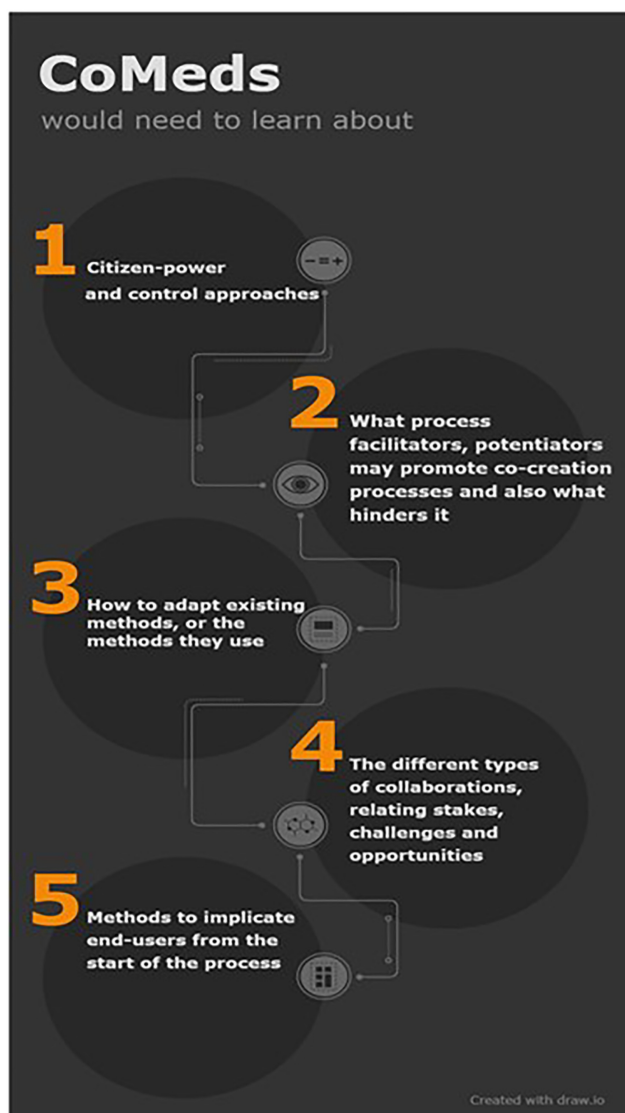 CoMeds
would need to learn about
1
Citizen-power
and control approaches
2
What process
facilitators, potentiators
may promote co-creation
processes and also what
hinders it
3
How to adapt existing
methods, or the
methods they use
4
The different types
of collaborations,
relating stakes,
challenges and
opportunities
5
Methods to implicate
end-users from the
start of the process
Created with draw.io